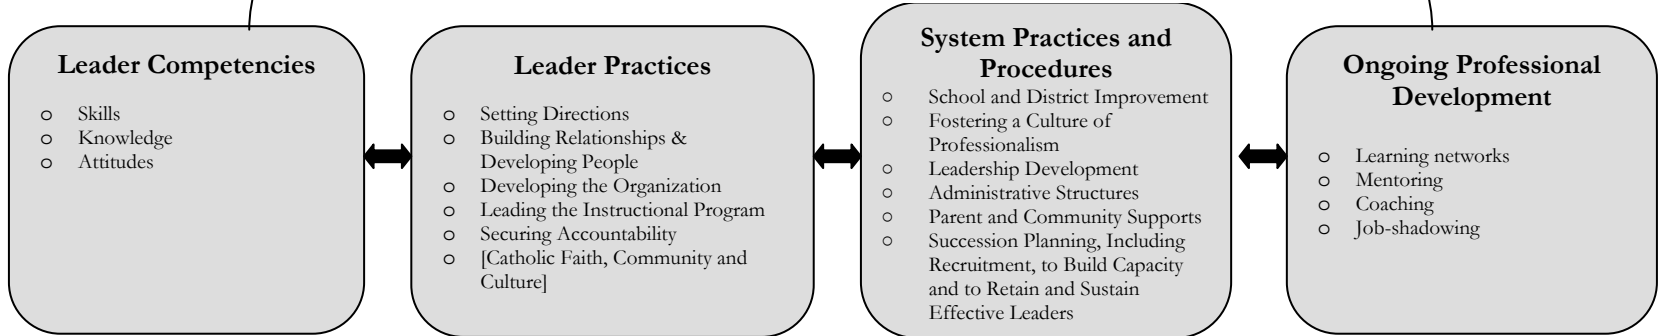 Leader Competencies
o Skills
o Knowledge
o Attitudes
Leader Practices
o Setting Directions
o Building Relationships &
Developing People
o Developing the Organization
o Leading the Instructional Program
o Securing Accountability
o [Catholic Faith, Community and
Culture]
System Practices and
Procedures
o School and District Improvement
o Fostering a Culture of
Professionalism
o Leadership Development
o Administrative Structures
o Parent and Community Supports
o Succession Planning, Including
Recruitment, to Build Capacity
and to Retain and Sustain
Effective Leaders
Ongoing Professional
Development
o Learning networks
o Mentoring
o Coaching
o Job-shadowing